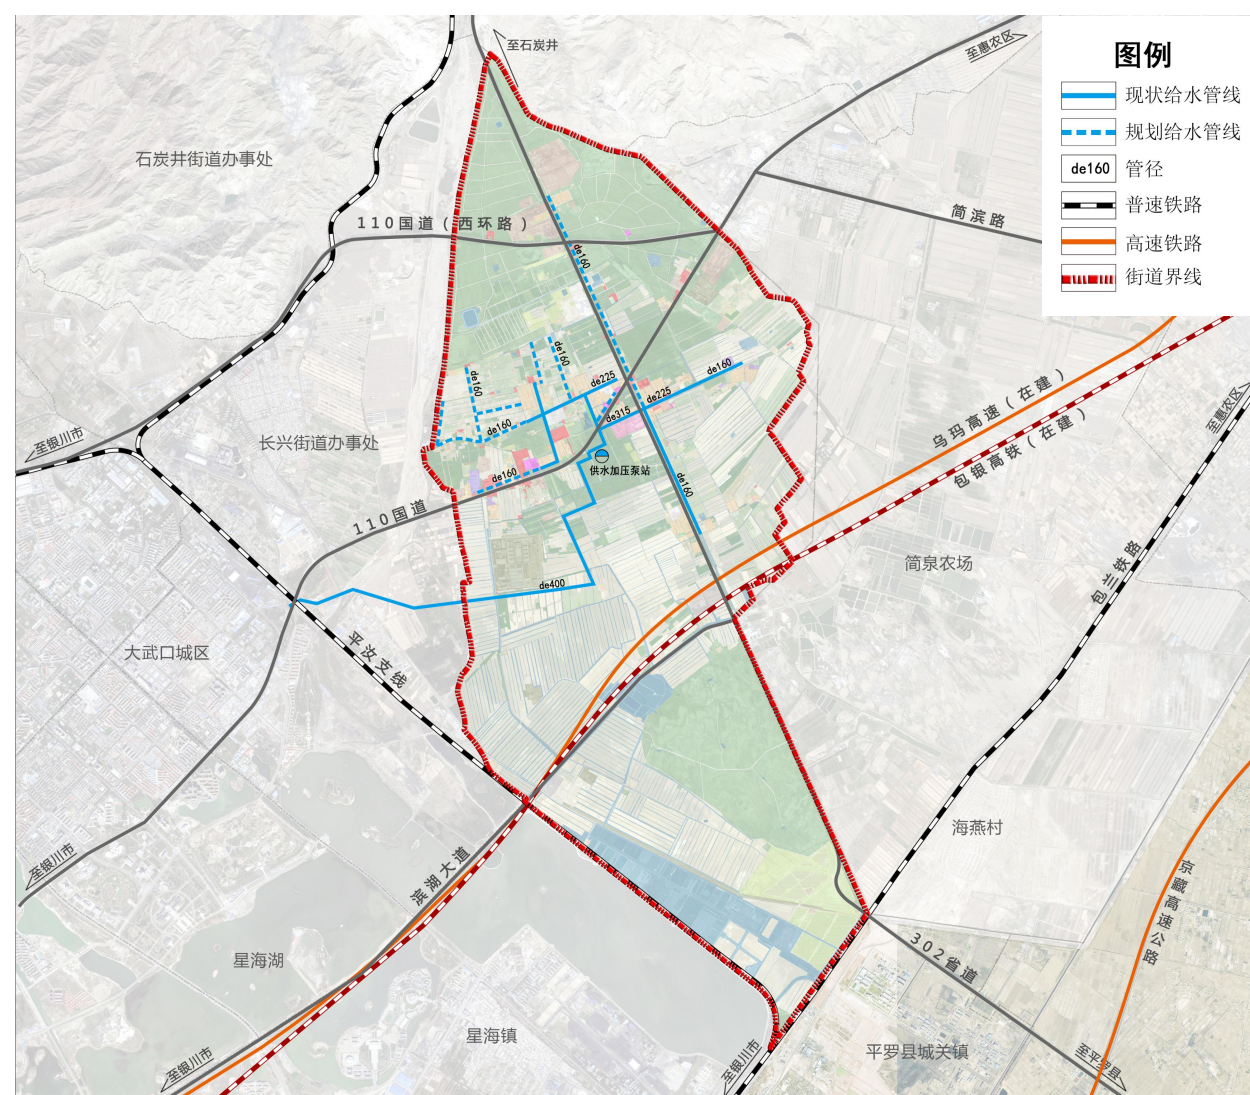 图例
现状给水管线
规划给水管线
de160 管径
普速铁路
高速铁路
街道界线
至石炭井
至惠农区
石炭井街道办事处
110国道（西环路）
简滨路
de160
de160
de160
de225
de160
de225
de315
de160
de160
de160
供水加压泵站
至银川市
长兴街道办事处
乌玛高速（在建）
包银高铁（在建）
至惠农区
110国道
de400
简泉农场
包兰铁路
大武口城区
平汝支线
海燕村
至银川市
滨湖大道
京藏高速公路
302省道
星海湖
星海镇
至银川市
至银川市
平罗县城关镇
至平罗县